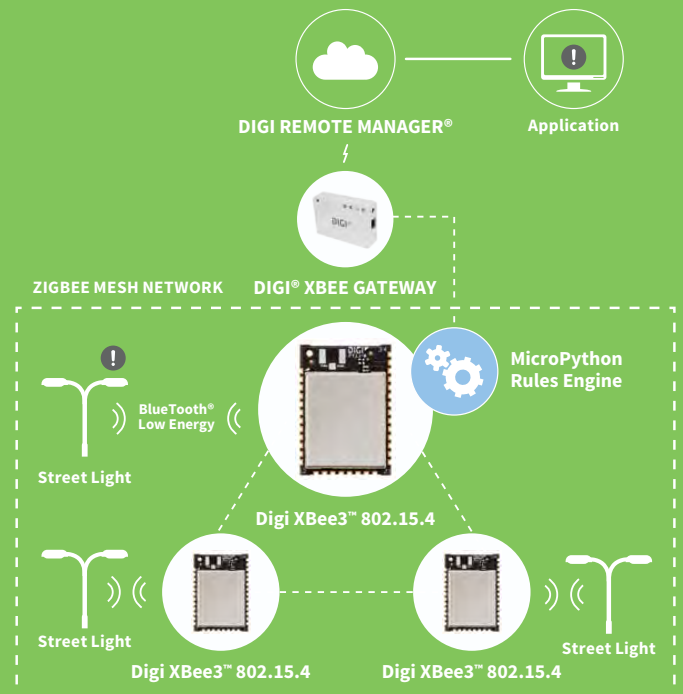 DIGI REMOTE MANAGER®
Application
DIGI
ZIGBEE MESH NETWORK
DIGI® XBEE GATEWAY
MicroPython
Rules Engine
!
!
BlueTooth®
Low Energy
Street Light
Digi XBee3™ 802.15.4
Street Light
Street Light
Digi XBee3™ 802.15.4
Digi XBee3™ 802.15.4